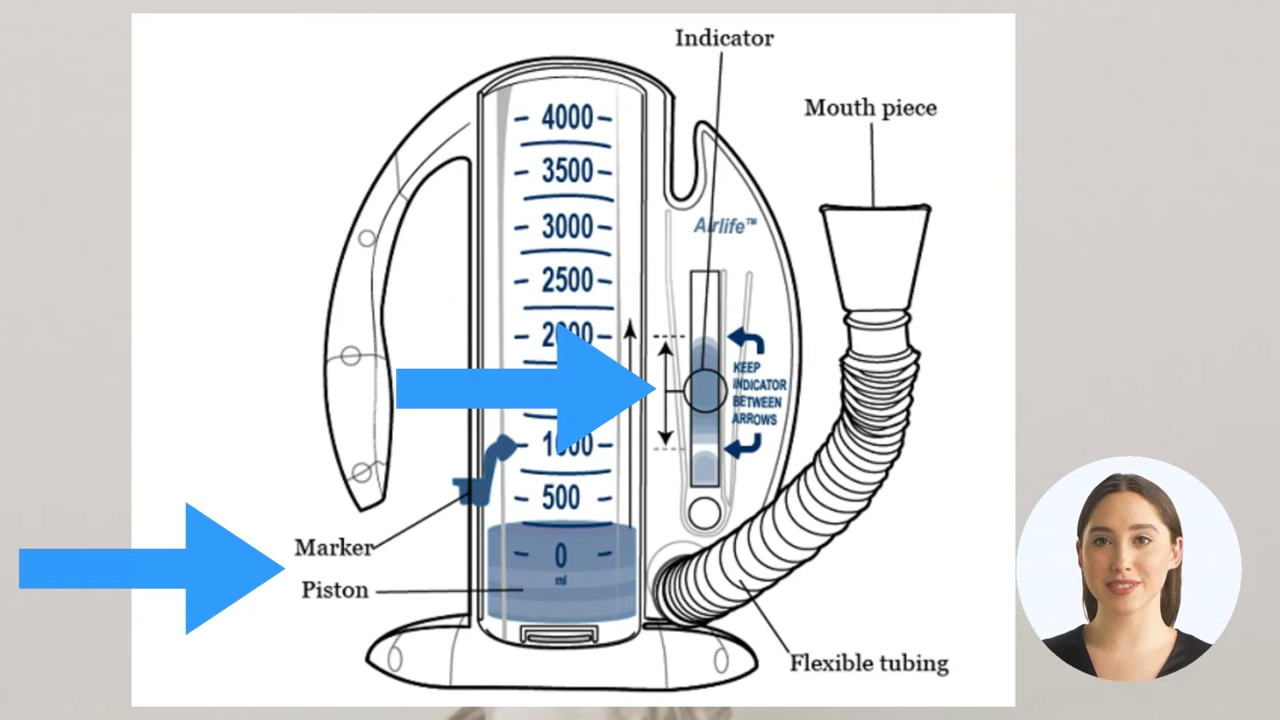 Indicator
Mouth piece
4000
3500
3000
Airlife™
2500
KEEP
INDICATOR
BETWEEN
ARROWS
500
Marker
0
ml
Piston
Flexible tubing